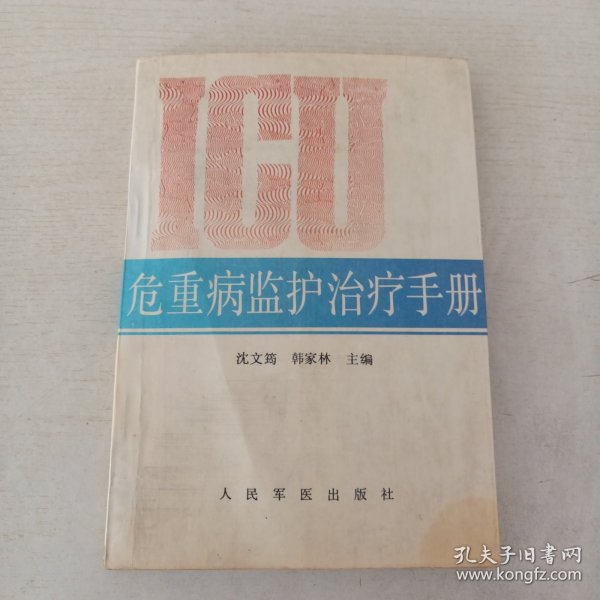 ICU
危重病监护治疗手册
沈文筠 韩家林 主编
人民军医出版社
孔夫子旧书网
www.kongfz.com